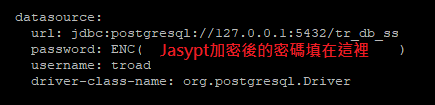 datasource:
url: jdbc:postgresql://127.0.0.1:5432/tr_db_ss
password: ENC( Jasypt加密後的密碼填在這裡 )
username: troad
driver-class-name: org.postgresql.Driver